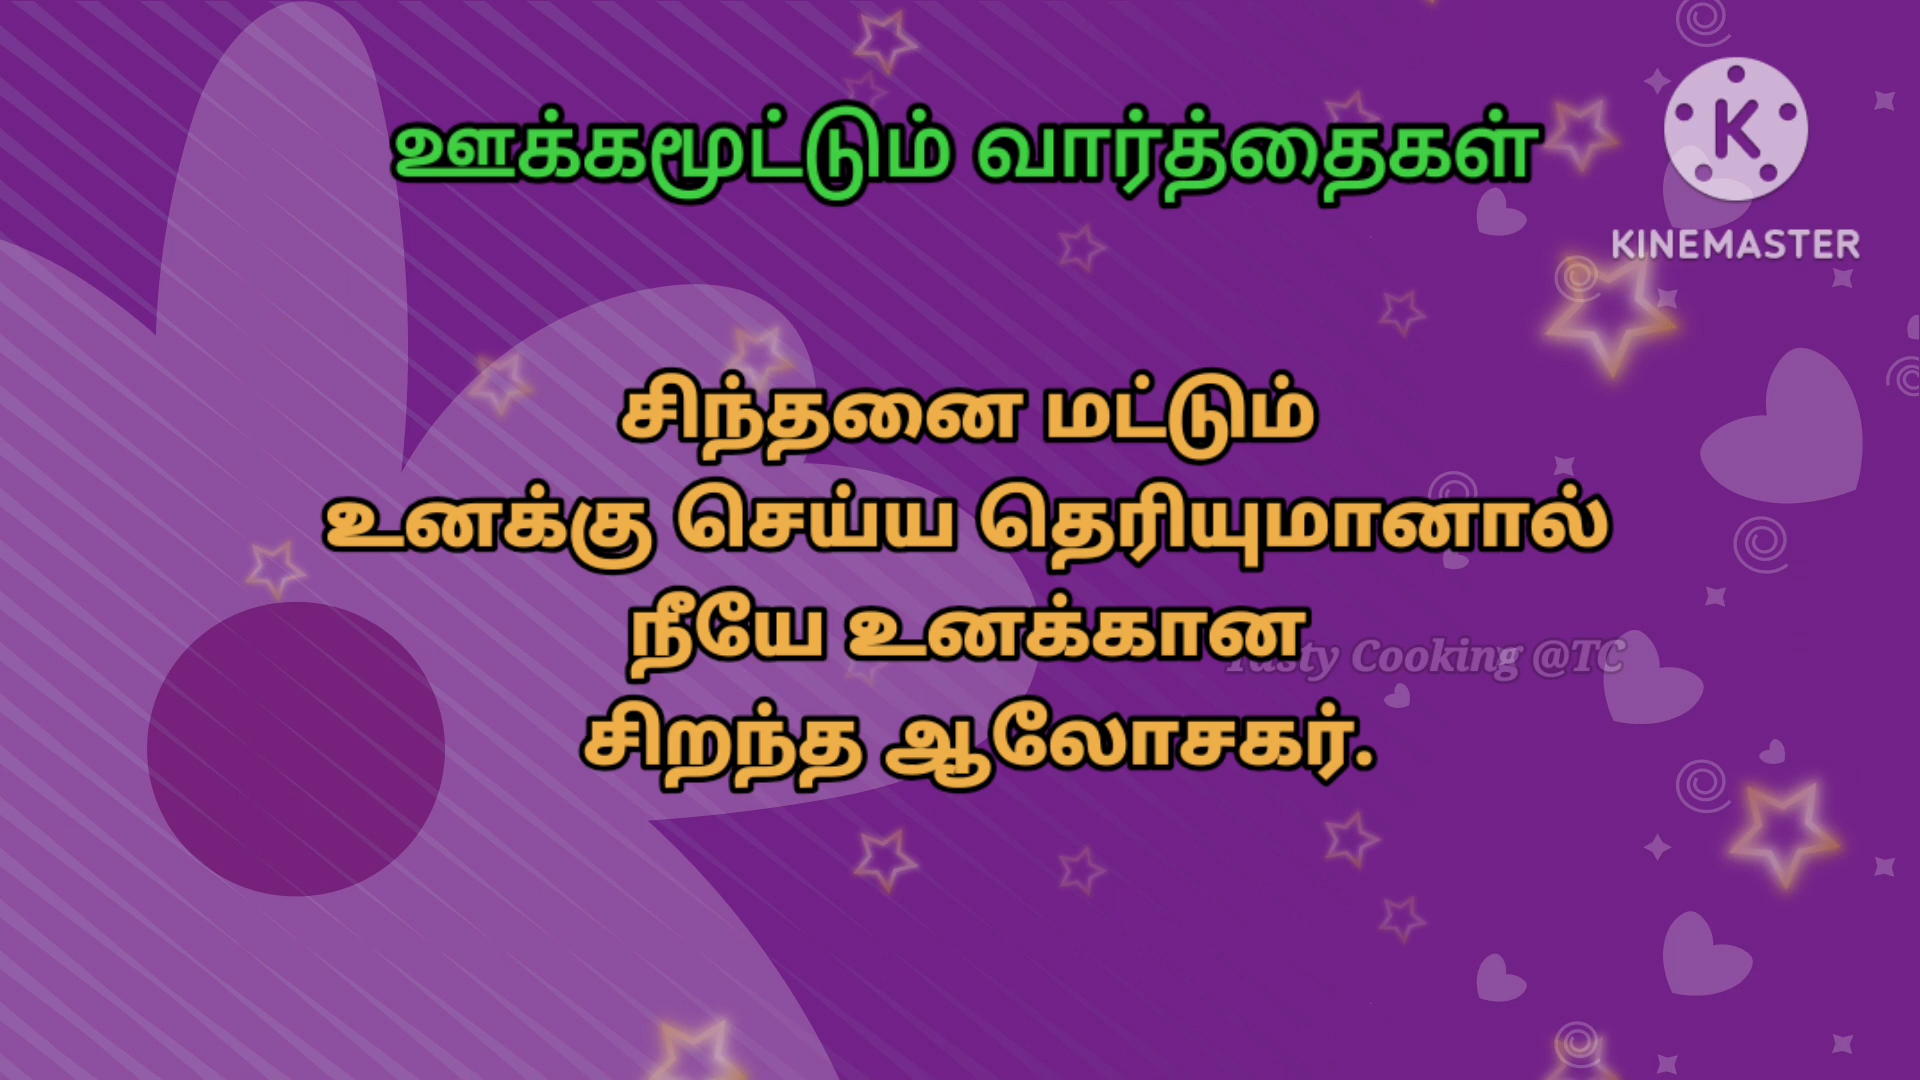 ஊக்கமூட்டும் வார்த்தைகள்
KINEMASTER
சிந்தனை மட்டும்
உனக்கு செய்ய தெரியுமானால்
நீயே உனக்கான
Tasty Cooking @TC
சிறந்த ஆலோசகர்.